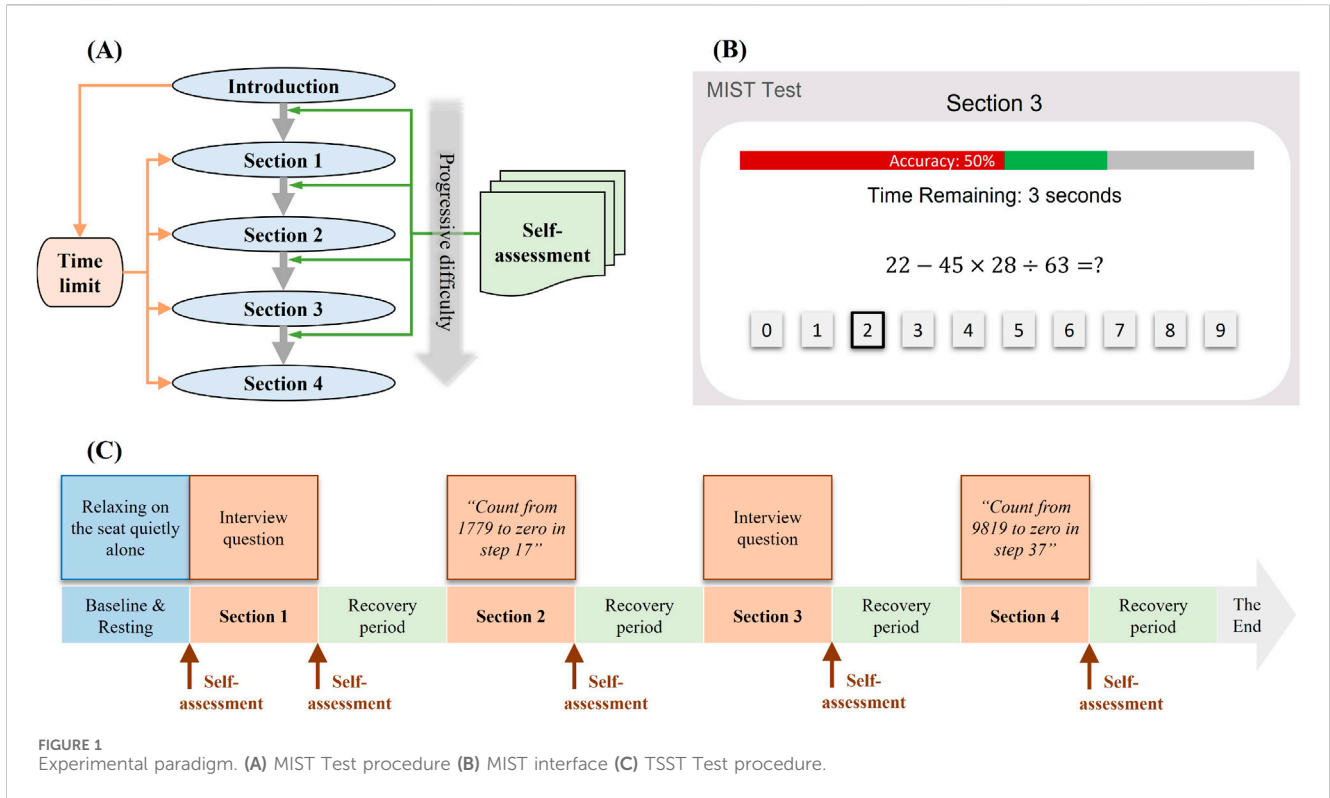 (A)
Introduction
Section 1
Section 2
Section 3
Section 4
Time
limit
Progressive difficulty
Self-
assessment
(B)
MIST Test
Section 3
Accuracy: 50%
Time Remaining: 3 seconds
22 − 45 × 28 ÷ 63 =?
0 1 2 3 4 5 6 7 8 9
(C)
Relaxing on
the seat quietly
alone
Interview
question
“Count from
1779 to zero in
step 17”
Interview
question
“Count from
9819 to zero in
step 37”
Baseline &
Resting
Section 1
Recovery
period
Section 2
Recovery
period
Section 3
Recovery
period
Section 4
Recovery
period
The
End
Self-
assessment
Self-
assessment
Self-
assessment
Self-
assessment
Self-
assessment
FIGURE 1
Experimental paradigm. (A) MIST Test procedure (B) MIST interface (C) TSST Test procedure.